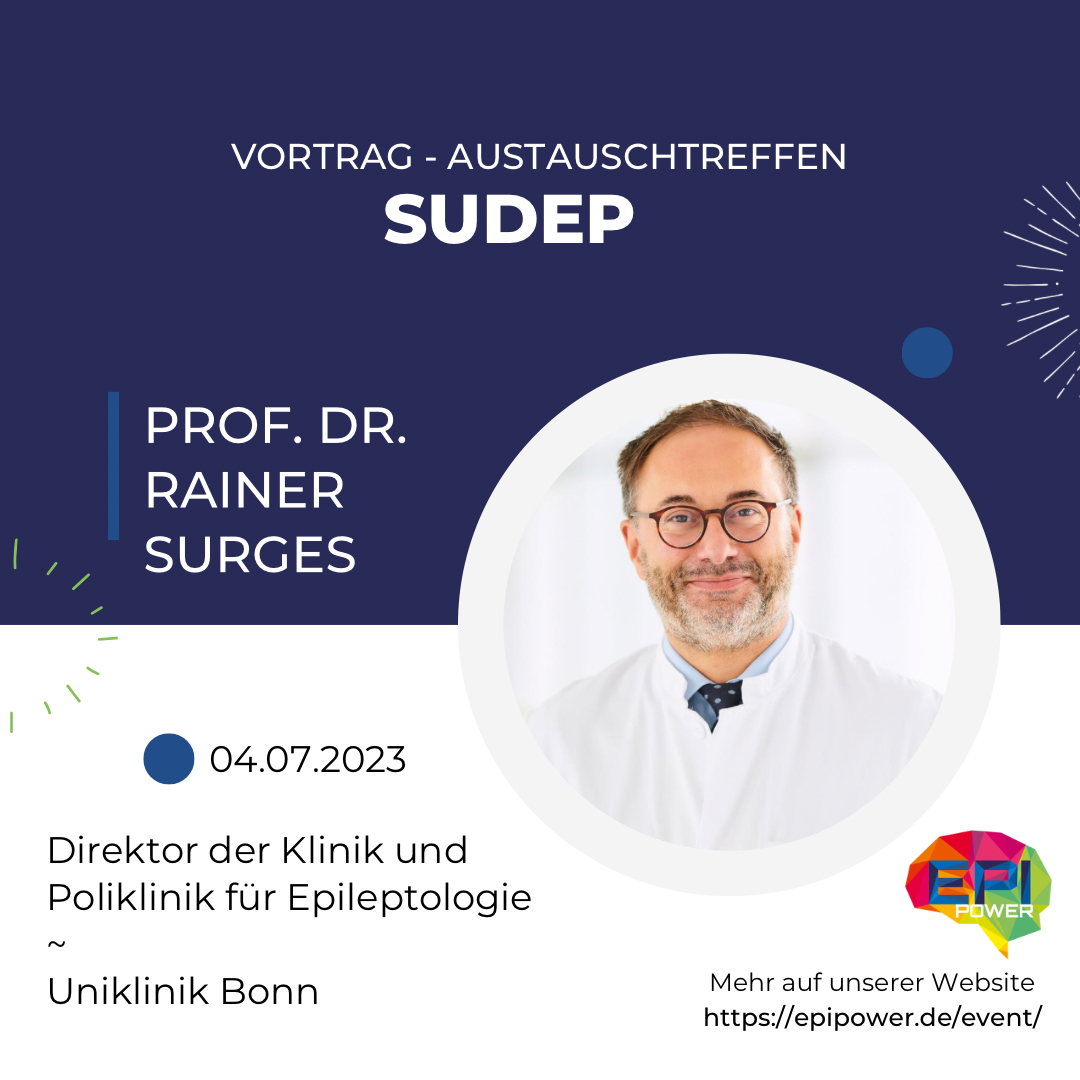 VORTRAG - AUSTAUSCHTREFFEN
SUDEP
PROF. DR.
RAINER
SURGES
04.07.2023
Direktor der Klinik und
Poliklinik für Epileptologie
~
Uniklinik Bonn
EPI
POWER
Mehr auf unserer Website
https://epipower.de/event/